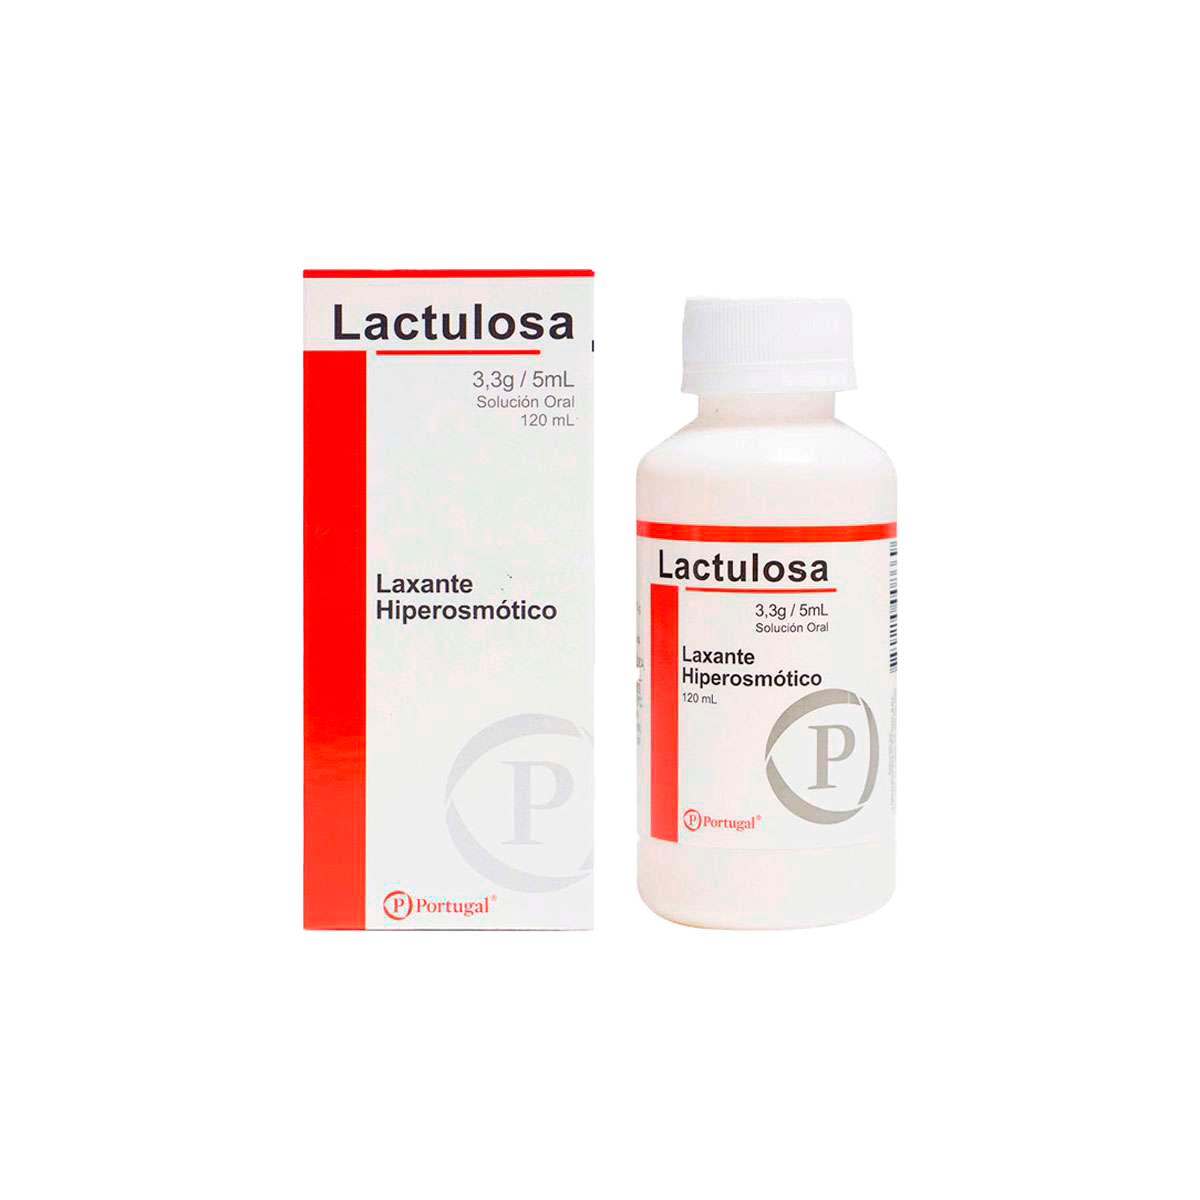 Lactulosa
3,3g / 5mL
Solución Oral
120 mL
Laxante
Hiperosmótico
P
P Portugal®
Lactulosa
3,3g / 5mL
Solución Oral
Laxante
Hiperosmótico
120 mL
P
P Portugal®